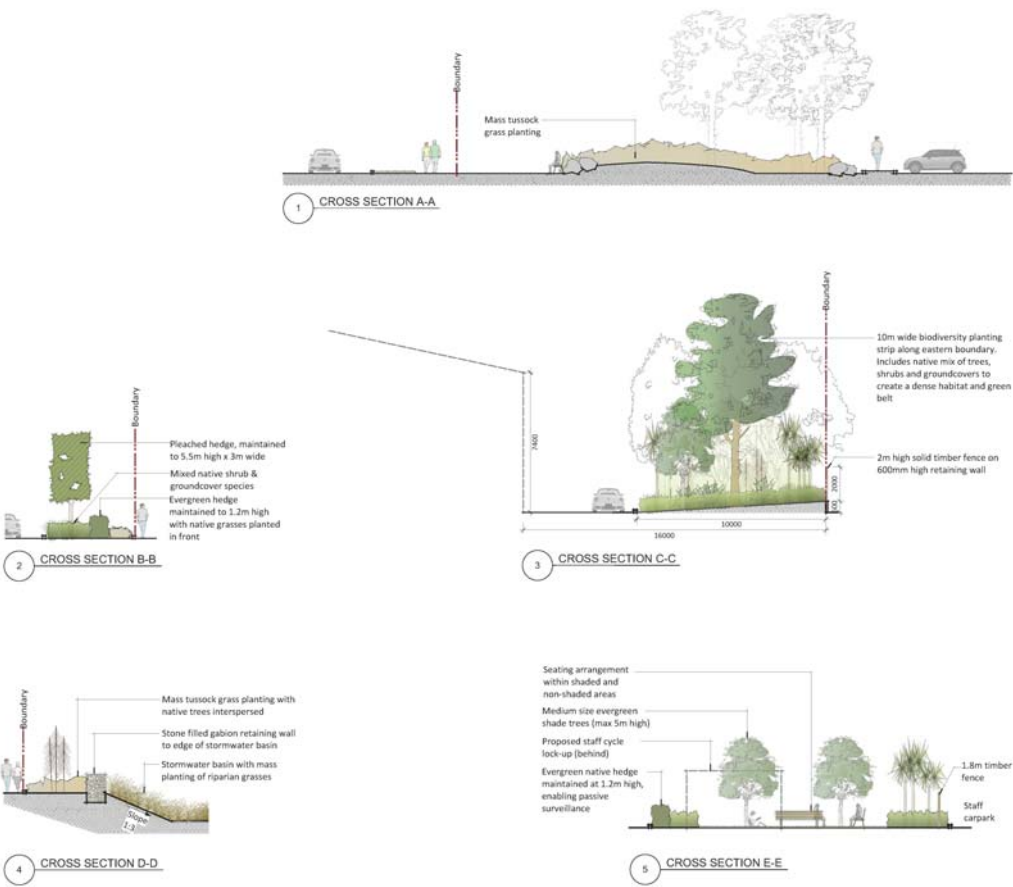 Boundary
Mass tussock
grass planting
1
CROSS SECTION A-A
Boundary
Pleached hedge, maintained
to 5.5m high x 3m wide
Mixed native shrub &
groundcover species
Evergreen hedge
maintained to 1.2m high
with native grasses planted
in front
2
CROSS SECTION B-B
Boundary
10m wide biodiversity planting
strip along eastern boundary.
Includes native mix of trees,
shrubs and groundcovers to
create a dense habitat and green
belt
2m high solid timber fence on
600mm high retaining wall
7400
2000
10000
16000
3
CROSS SECTION C-C
Boundary
Mass tussock grass planting with
native trees interspersed
Stone filled gabion retaining wall
to edge of stormwater basin
Stormwater basin with mass
planting of riparian grasses
Slope
1:3
4
CROSS SECTION D-D
Seating arrangement
within shaded and
non-shaded areas
Medium size evergreen
shade trees (max 5m high)
Proposed staff cycle
lock-up (behind)
Evergreen native hedge
maintained at 1.2m high,
enabling passive
surveillance
1.8m timber
fence
Staff
carpark
5
CROSS SECTION E-E